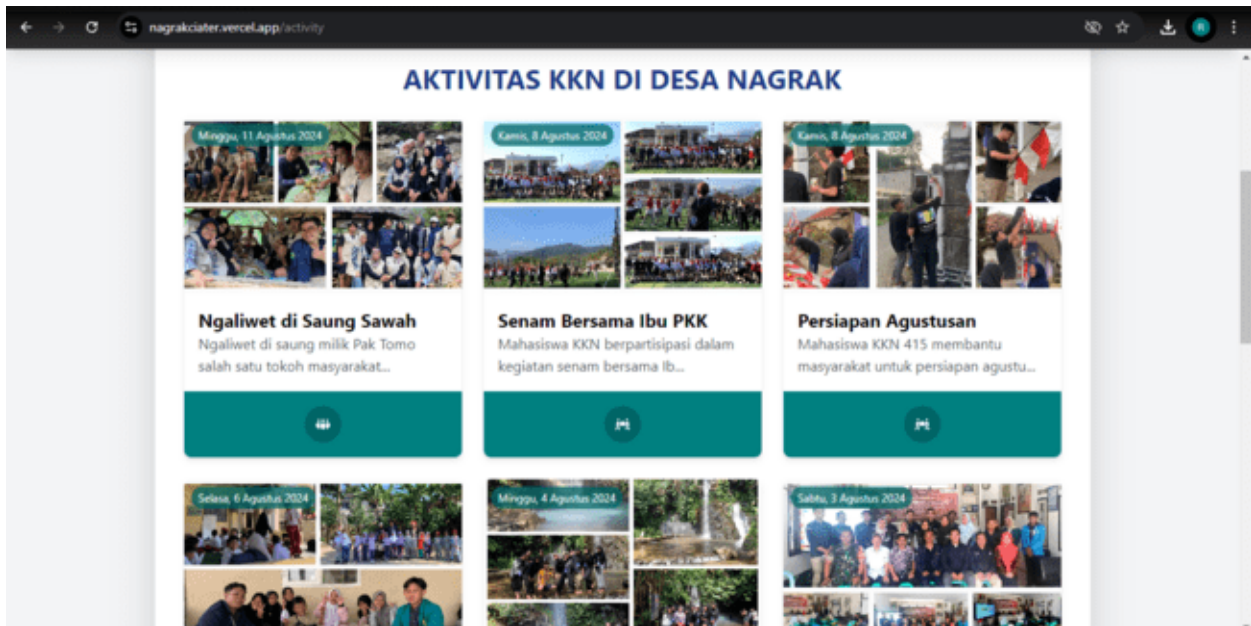 nagrakciater.vercel.app/activity
R
AKTIVITAS KKN DI DESA NAGRAK
Minggu, 11 Agustus 2024
Kamis, 8 Agustus 2024
Kamis, 8 Agustus 2024
Ngaliwet di Saung Sawah
Ngaliwet di saung milik Pak Tomo
salah satu tokoh masyarakat...
Senam Bersama Ibu PKK
Mahasiswa KKN berpartisipasi dalam
kegiatan senam bersama Ib...
Persiapan Agustusan
Mahasiswa KKN 415 membantu
masyarakat untuk persiapan agustu...
Selasa, 6 Agustus 2024
Minggu, 4 Agustus 2024
Sabtu, 3 Agustus 2024